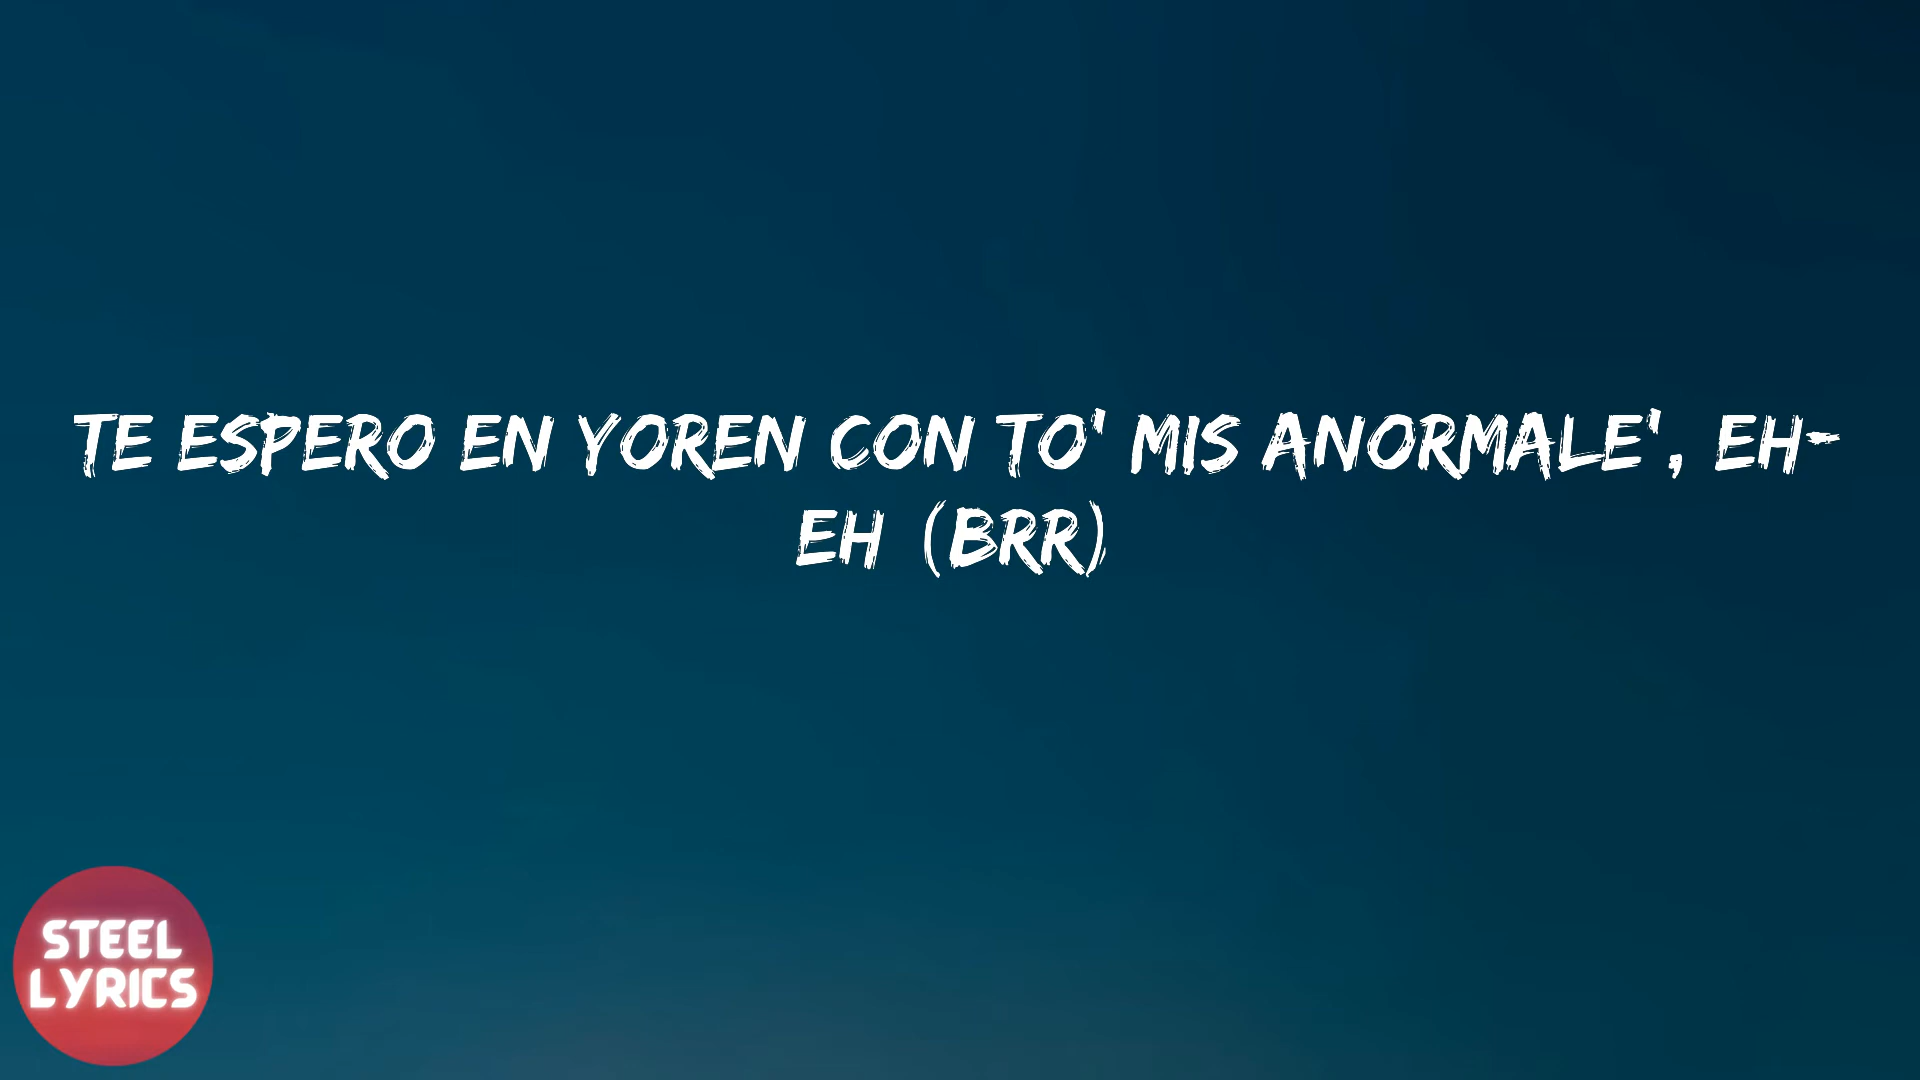 TE ESPERO EN YOREN CON TO' MIS ANORMALE', EH-
EH (BRR)
STEEL
LYRICS